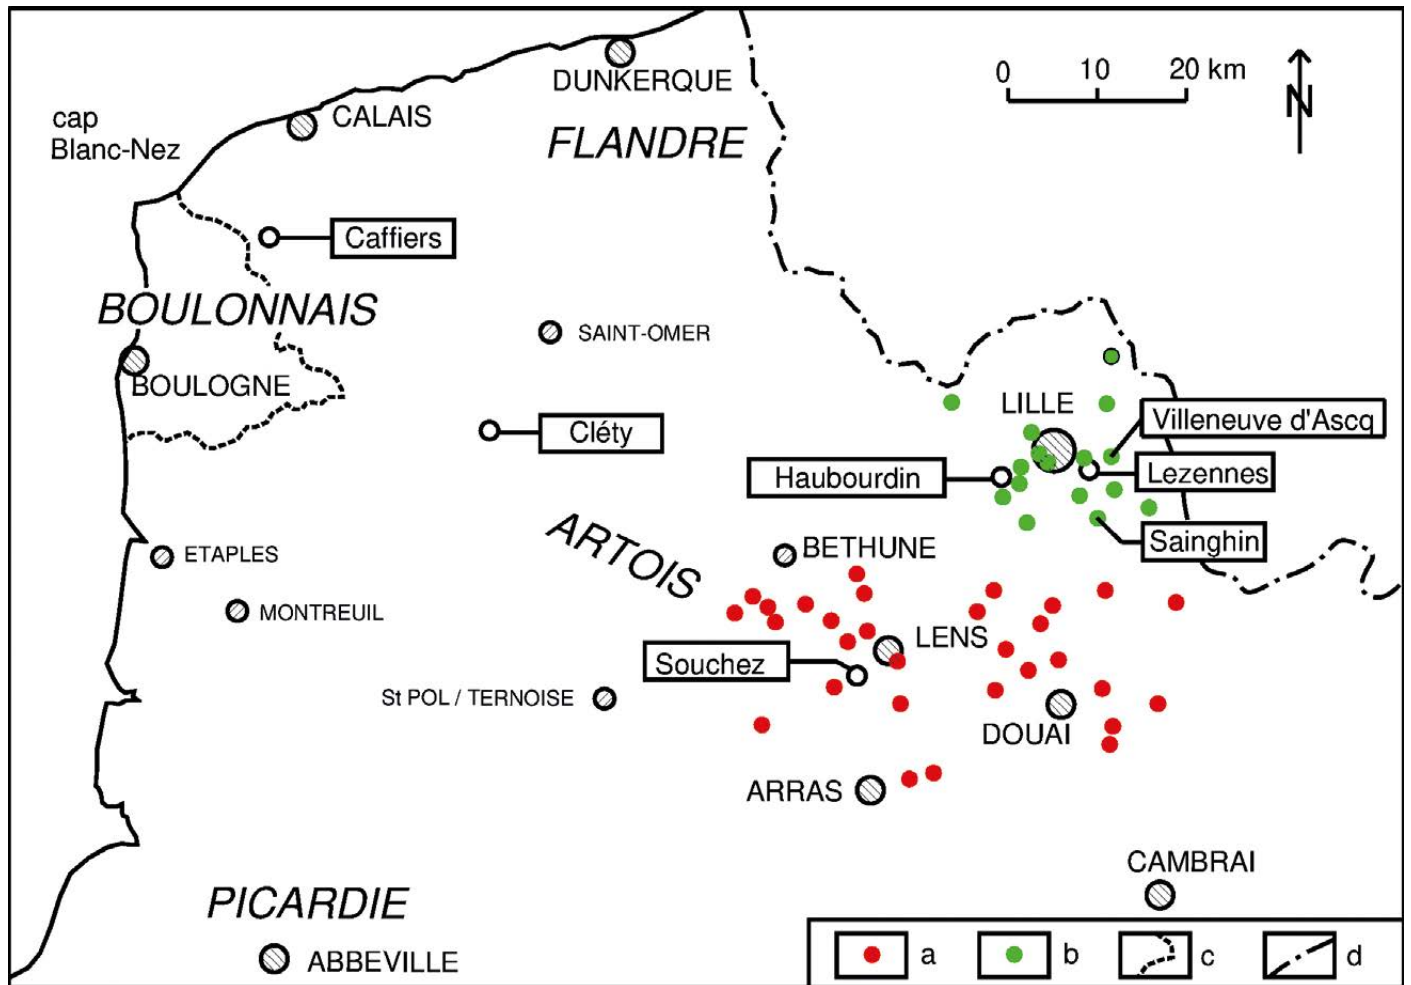 DUNKERQUE
0 10 20 km
N
cap
Blanc-Nez
CALAIS
FLANDRE
Caffiers
BOULONNAIS
SAINT-OMER
BOULOGNE
LILLE
Villeneuve d'Ascq
Cléty
Haubourdin
Lezennes
Sainghin
ARTOIS
BETHUNE
ETAPLES
MONTREUIL
LENS
Souchez
St POL / TERNOISE
DOUAI
ARRAS
CAMBRAI
PICARDIE
ABBEVILLE
a b c d